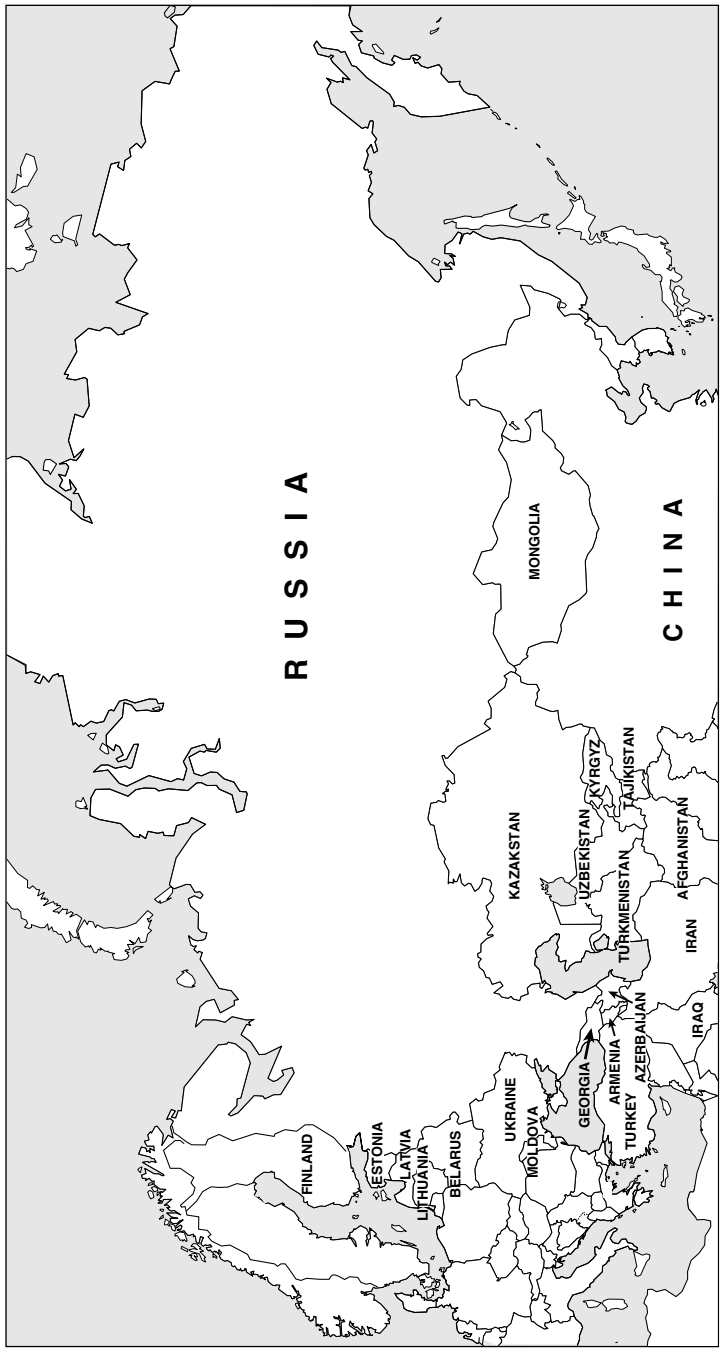 RUSSIA
FINLAND
ESTONIA
LATVIA
LITHUANIA
BELARUS
UKRAINE
MOLDOVA
KAZAKSTAN
MONGOLIA
GEORGIA
ARMENIA
AZERBAIJAN
TURKEY
UZBEKISTAN
KYRGYZ
TURKMENISTAN
TAJIKISTAN
CHINA
AFGHANISTAN
IRAN
IRAQ